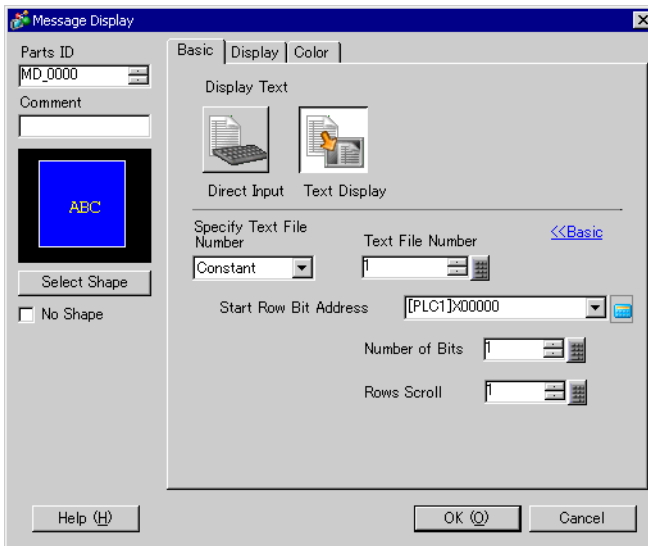 Message Display
Parts ID
MD_0000
Comment
ABC
Select Shape
No Shape
Basic Display Color
Display Text
Direct Input Text Display
Specify Text File
Number
Text File Number
<<Basic
Constant
1
Start Row Bit Address
[PLC1]X00000
Number of Bits
1
Rows Scroll
1
Help (H)
OK (O)
Cancel